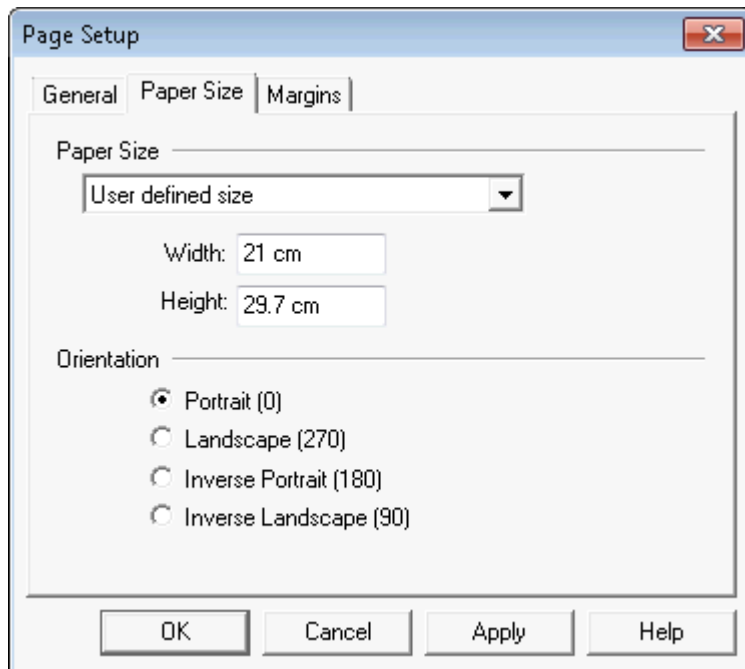 Page Setup
General Paper Size Margins
Paper Size
User defined size
Width: 21 cm
Height: 29.7 cm
Orientation
Portrait (0)
Landscape (270)
Inverse Portrait (180)
Inverse Landscape (90)
OK Cancel Apply Help